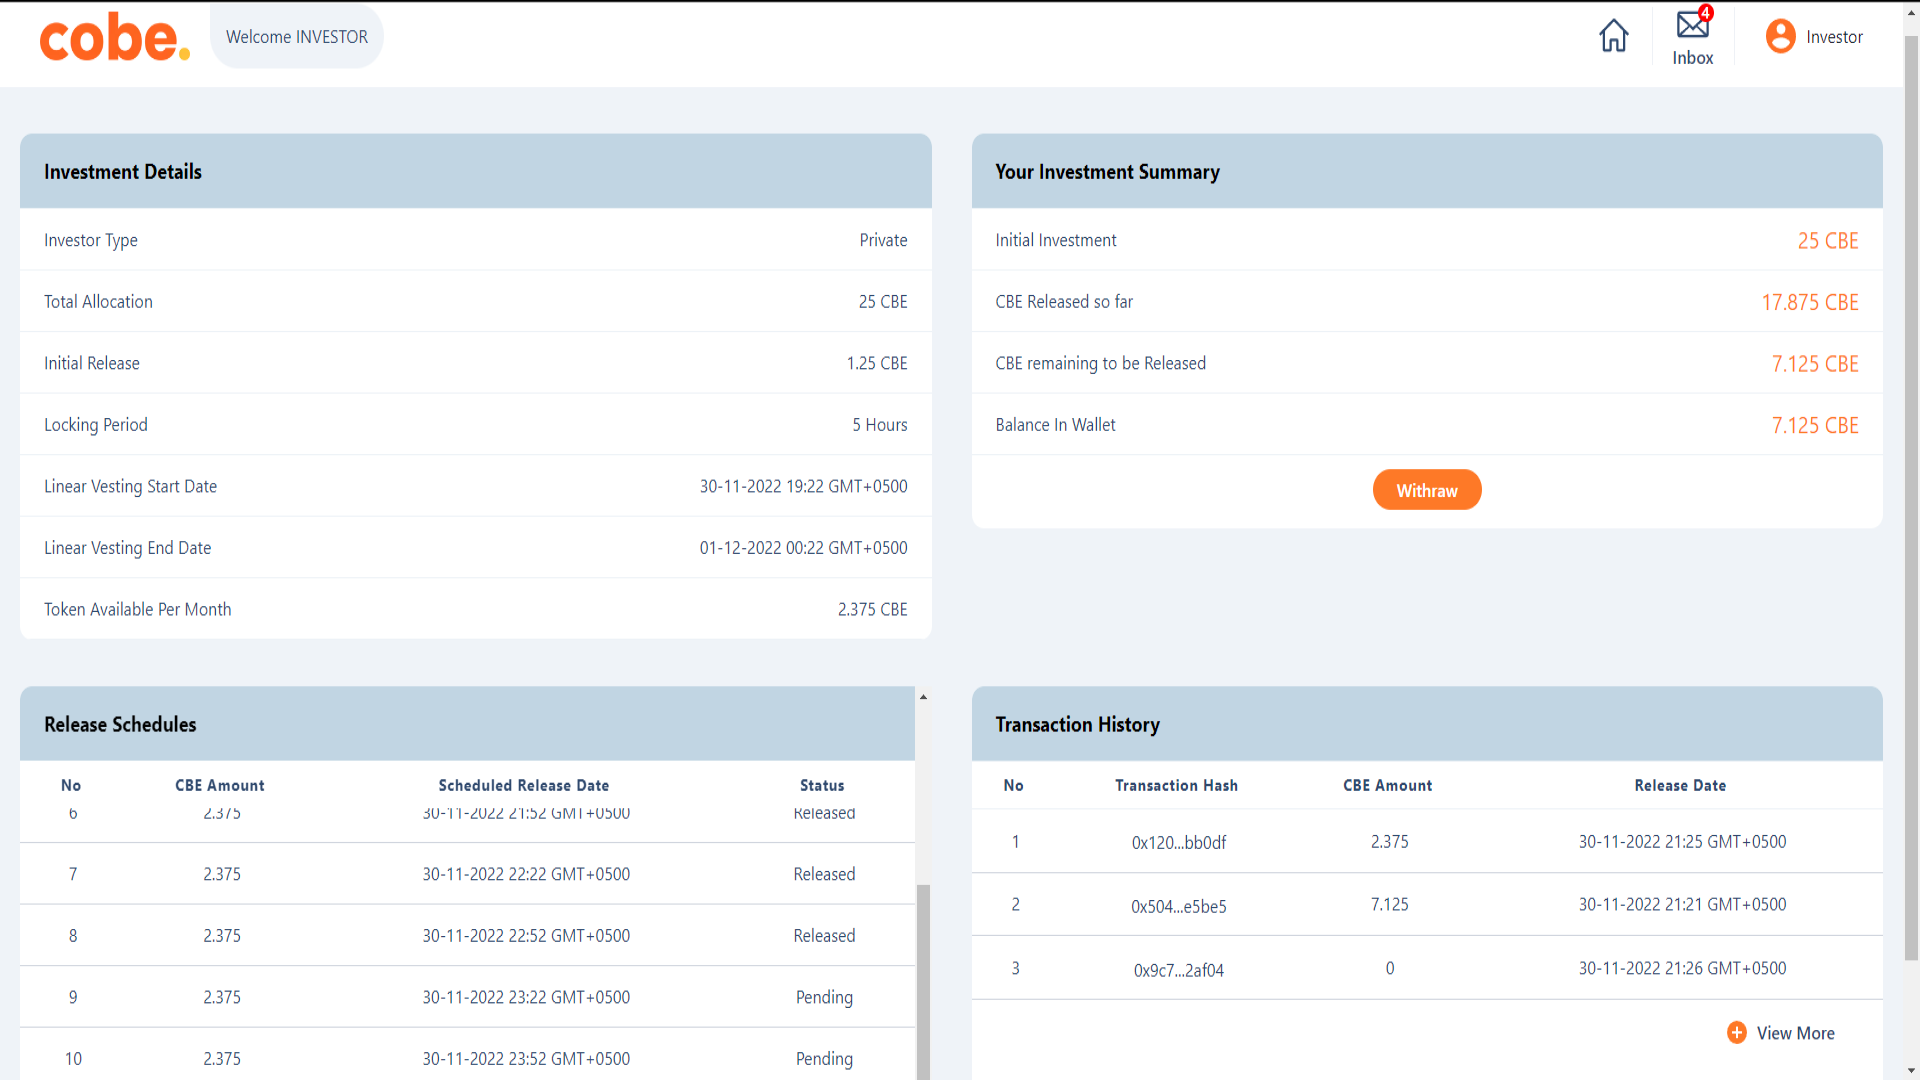 cobe.
Welcome INVESTOR
4
Inbox
Investor
Investment Details
Investor Type Private
Total Allocation 25 CBE
Initial Release 1.25 CBE
Locking Period 5 Hours
Linear Vesting Start Date 30-11-2022 19:22 GMT+0500
Linear Vesting End Date 01-12-2022 00:22 GMT+0500
Token Available Per Month 2.375 CBE
Your Investment Summary
Initial Investment 25 CBE
CBE Released so far 17.875 CBE
CBE remaining to be Released 7.125 CBE
Balance In Wallet 7.125 CBE
Withraw
Release Schedules
No CBE Amount Scheduled Release Date Status
6 2.375 30-11-2022 21:52 GMT+0500 Released
7 2.375 30-11-2022 22:22 GMT+0500 Released
8 2.375 30-11-2022 22:52 GMT+0500 Released
9 2.375 30-11-2022 23:22 GMT+0500 Pending
10 2.375 30-11-2022 23:52 GMT+0500 Pending
Transaction History
No Transaction Hash CBE Amount Release Date
1 0x120...bb0df 2.375 30-11-2022 21:25 GMT+0500
2 0x504...e5be5 7.125 30-11-2022 21:21 GMT+0500
3 0x9c7...2af04 0 30-11-2022 21:26 GMT+0500
View More